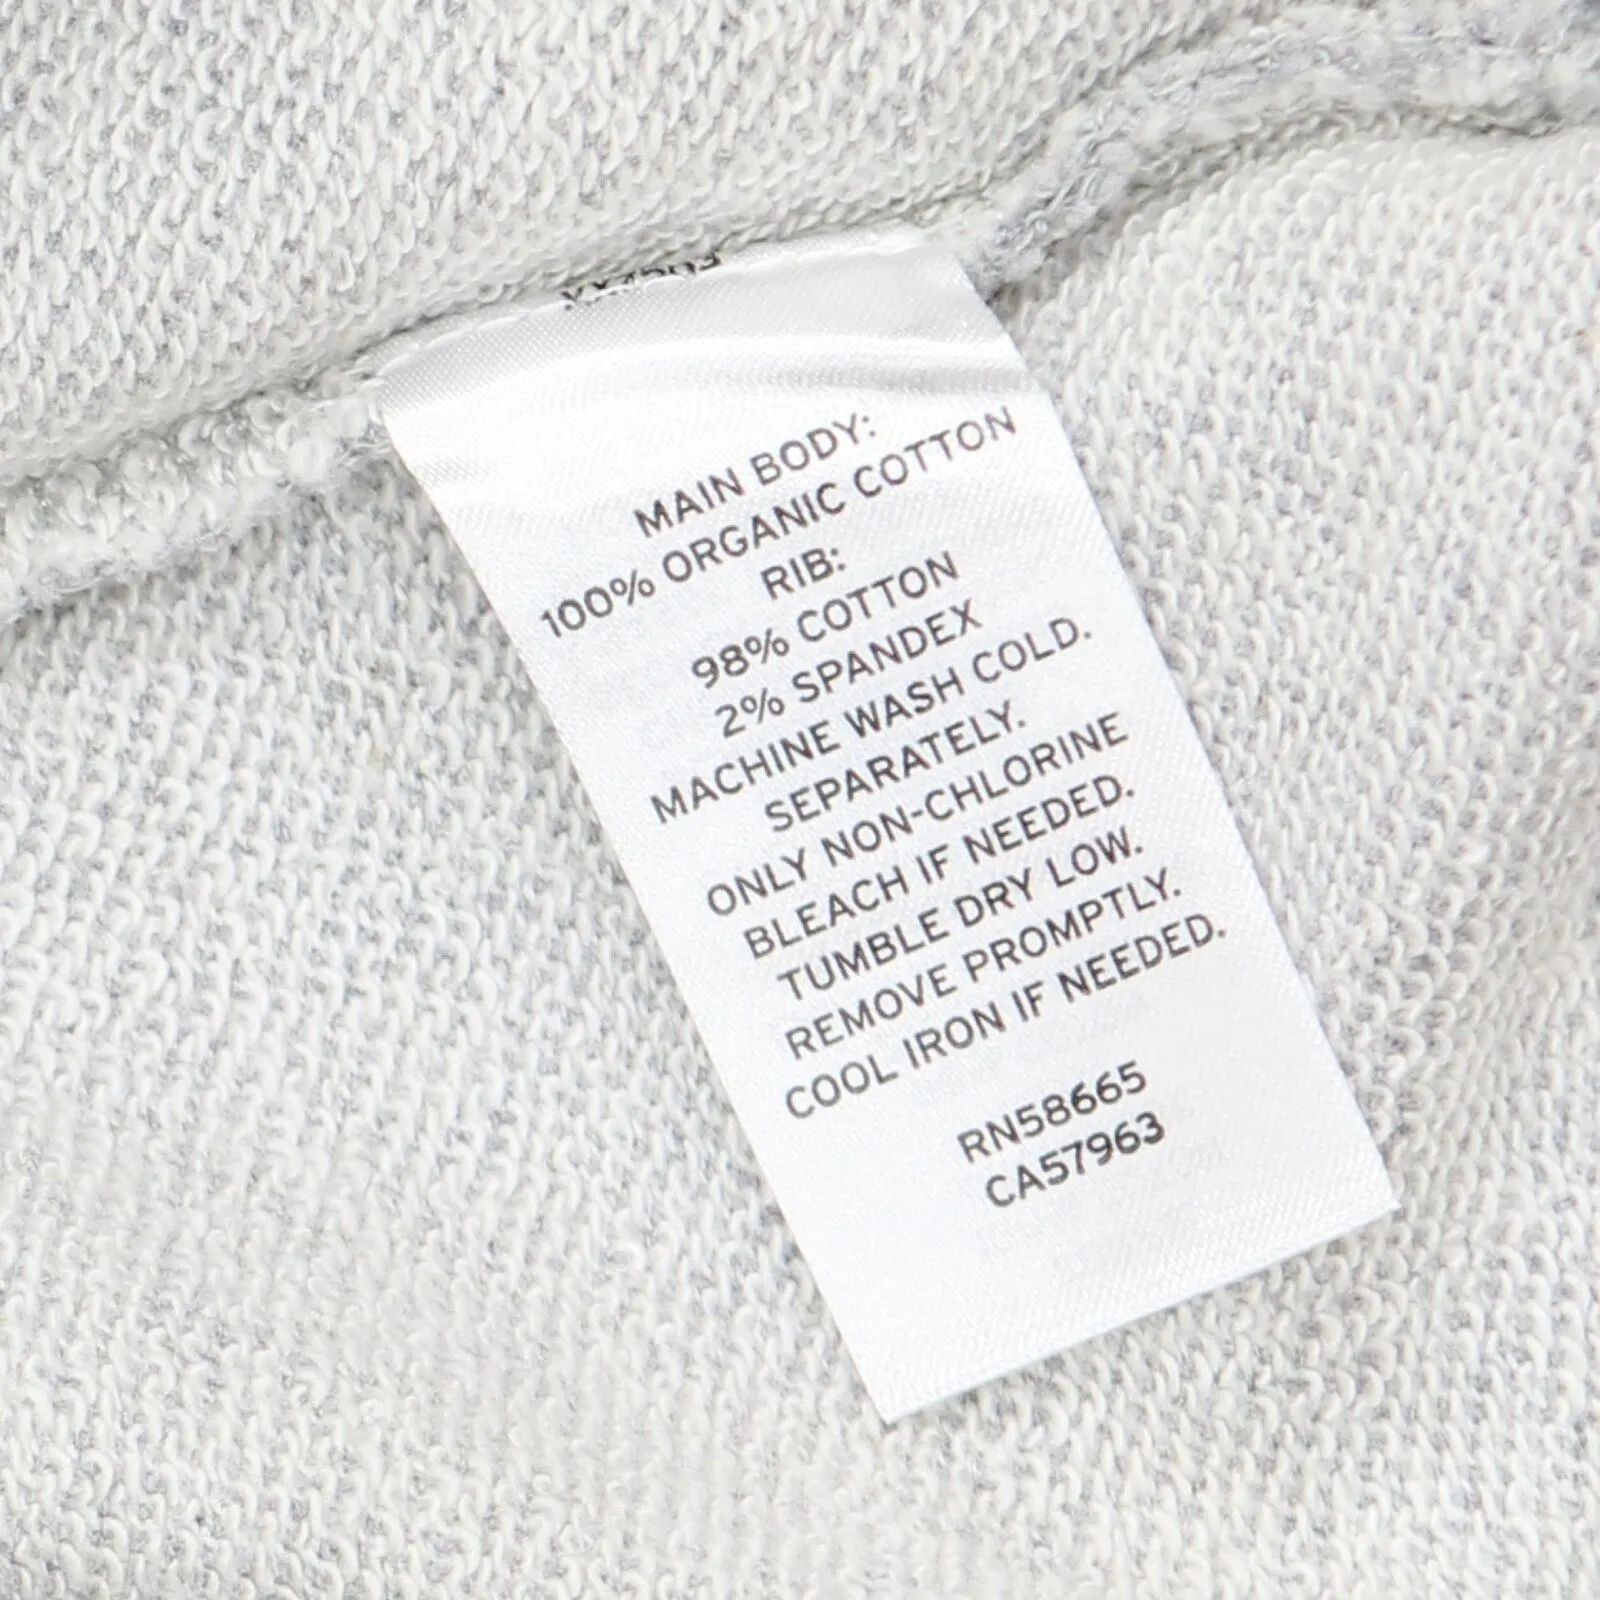 MAIN BODY:
100% ORGANIC COTTON
RIB:
98% COTTON
2% SPANDEX
MACHINE WASH COLD.
SEPARATELY.
ONLY NON-CHLORINE
BLEACH IF NEEDED.
TUMBLE DRY LOW.
REMOVE PROMPTLY.
COOL IRON IF NEEDED.
RN58665
CA57963